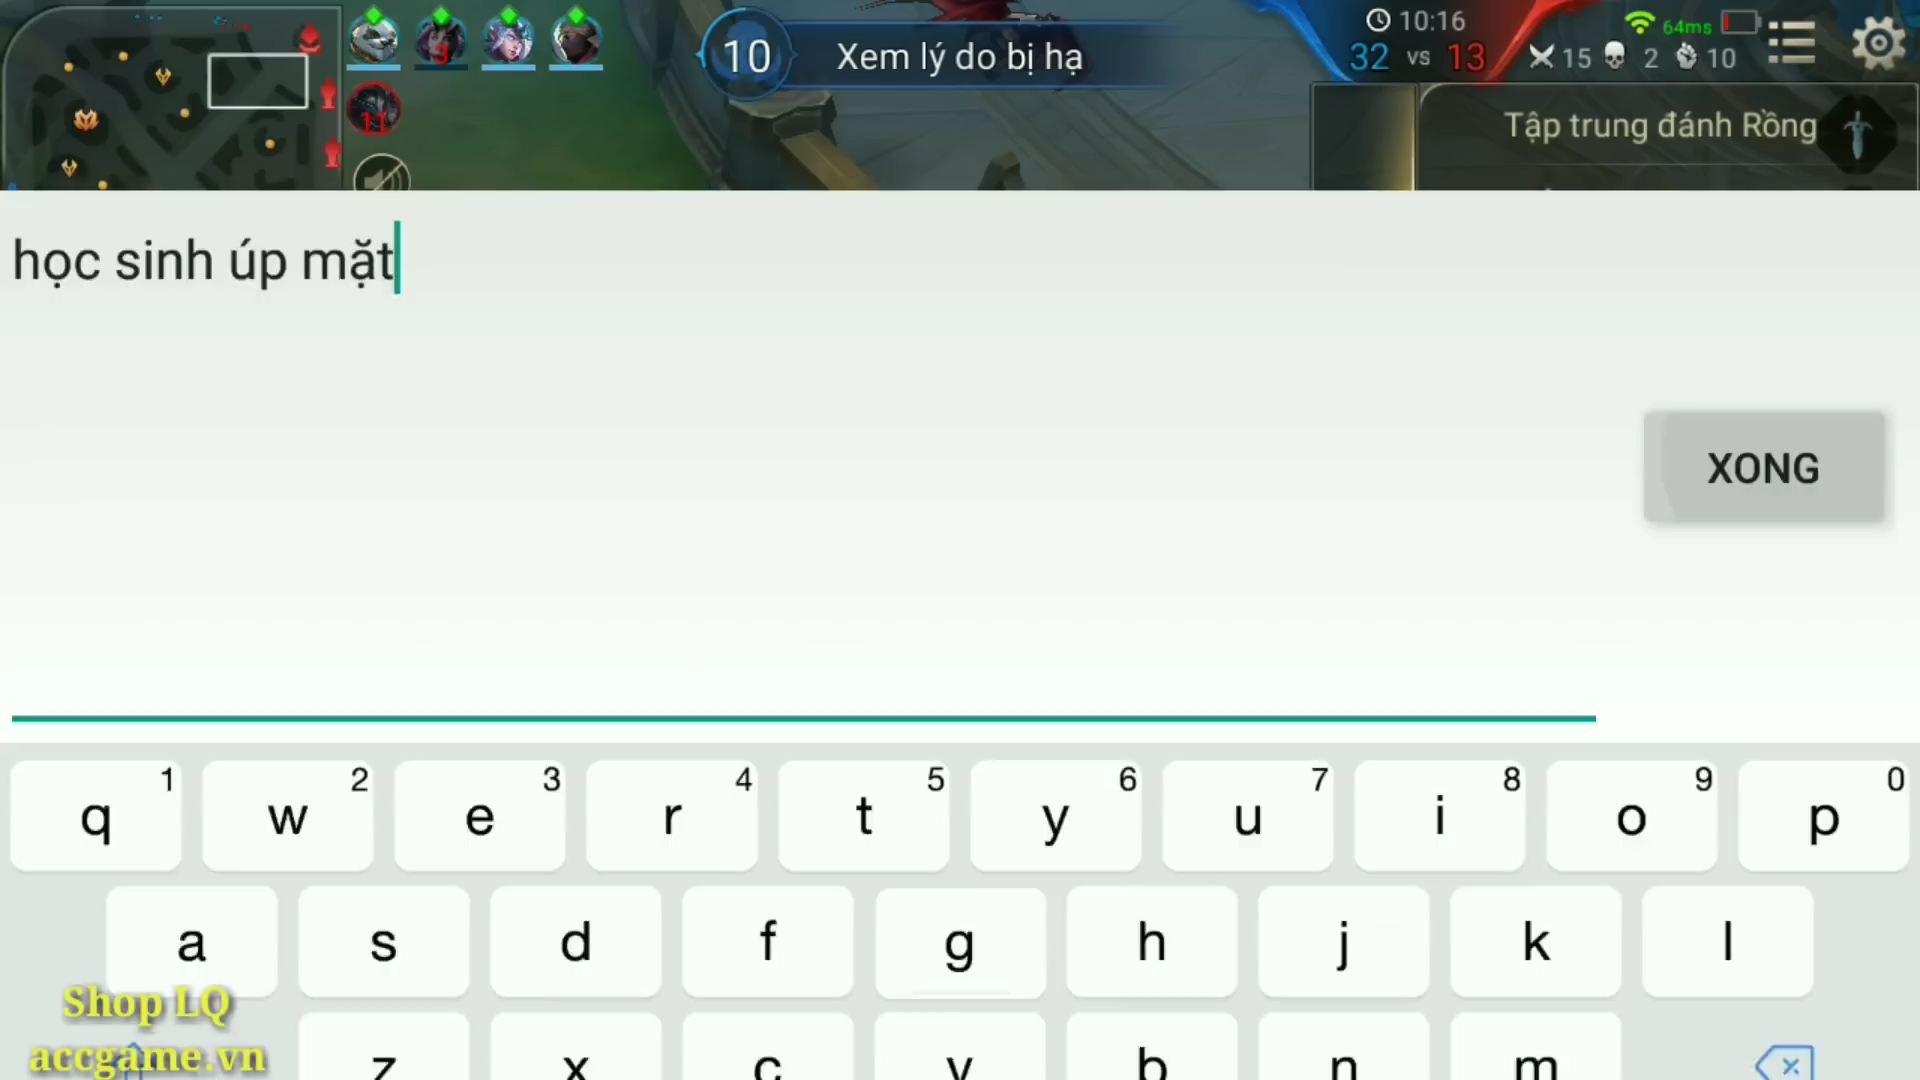 10:16
64ms
10
Xem lý do bị hạ
32 vs 13
15
2
10
3
11
Tập trung đánh Rồng
học sinh úp mặt
XONG
1 2 3 4 5 6 7 8 9 0
q w e r t y u i o p
a s d f g h j k l
z x c v b n m
Shop LQ
accgame.vn